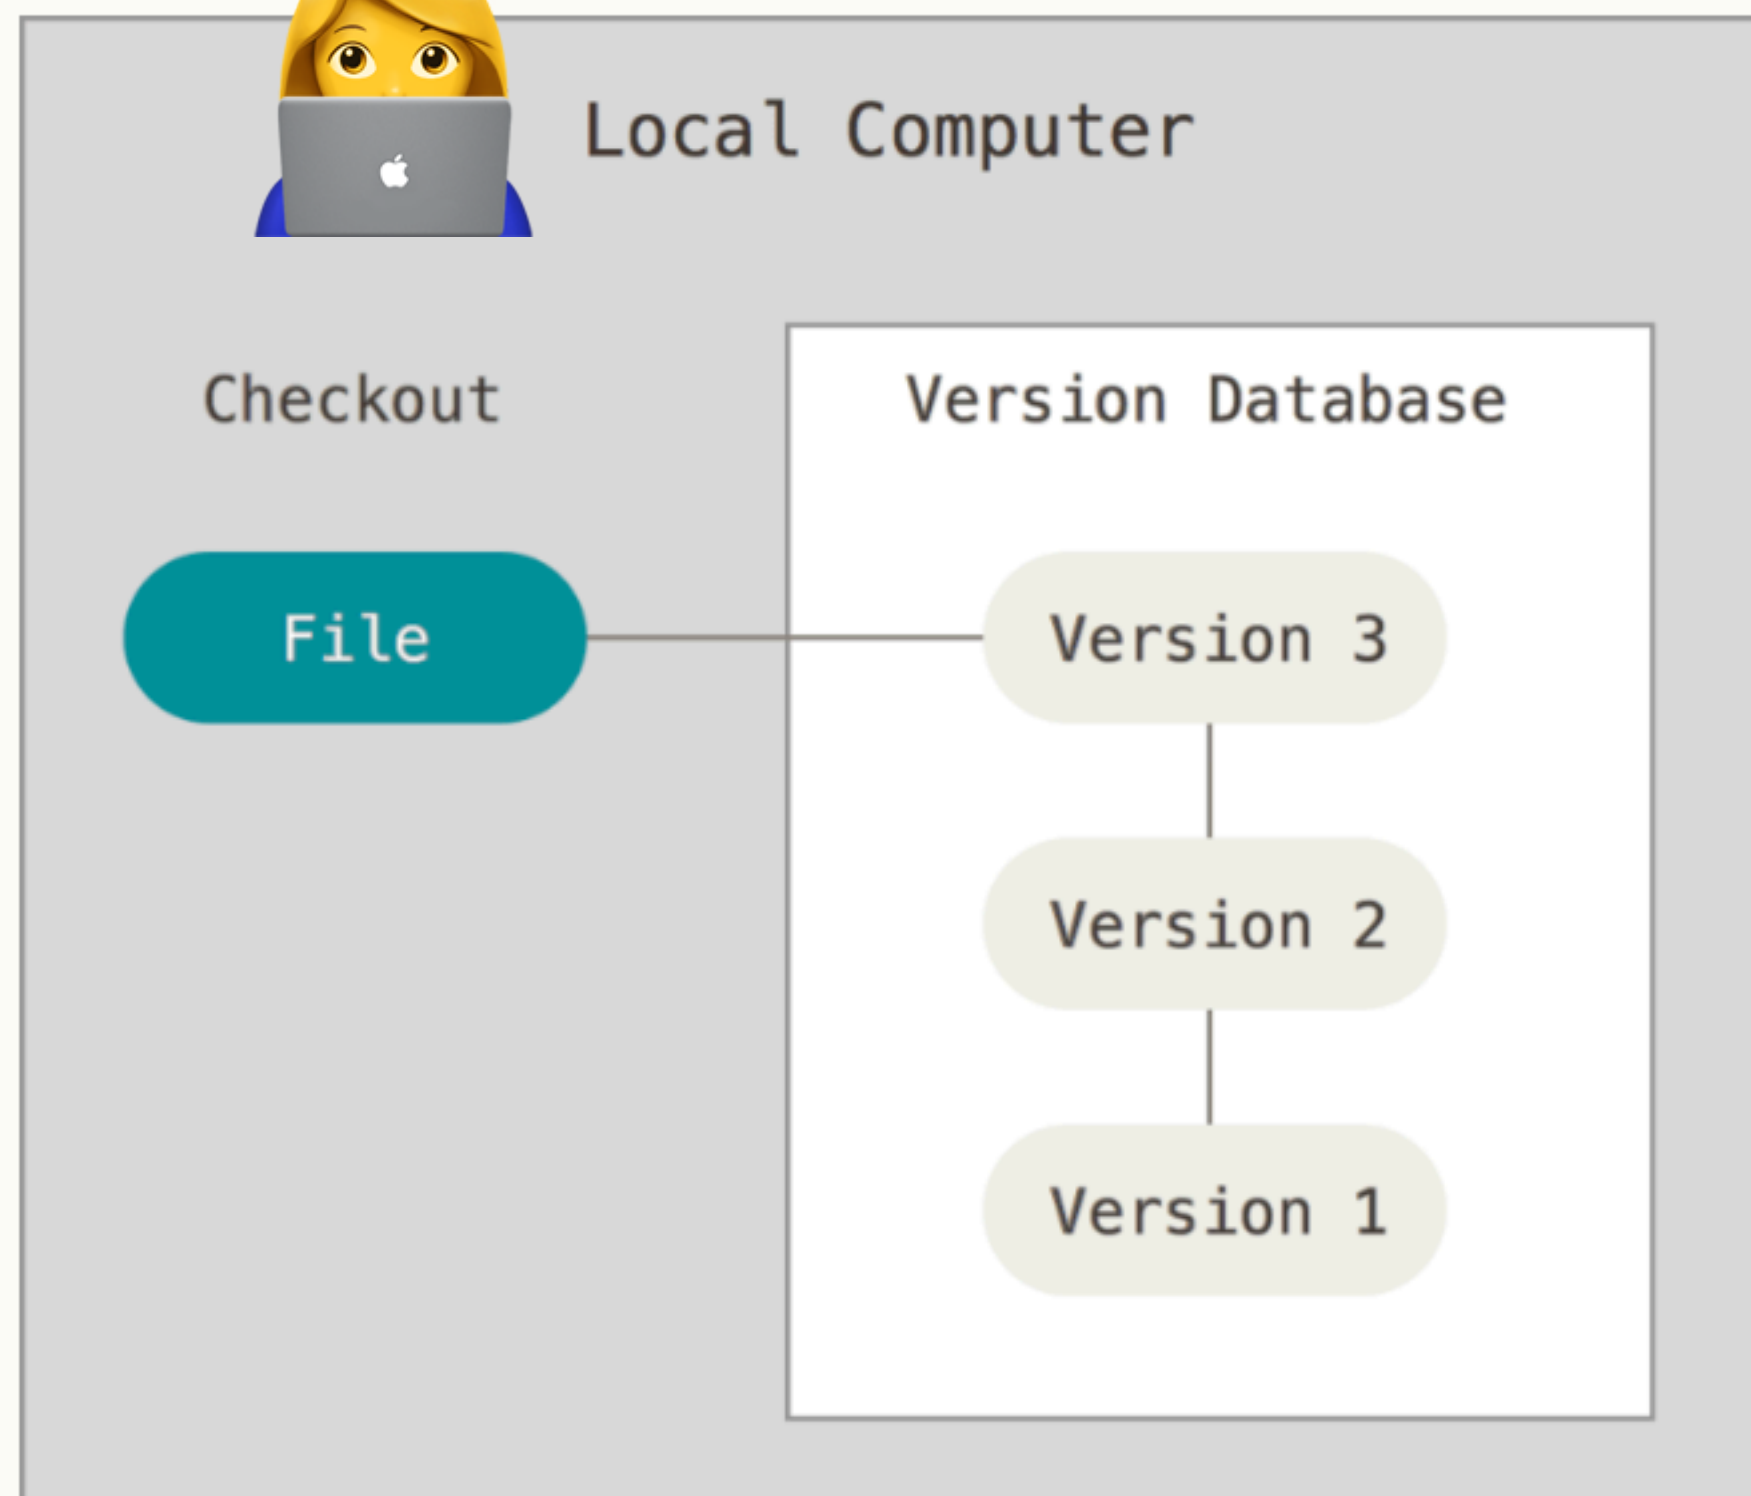 Local Computer
Checkout
Version Database
File
Version 3
Version 2
Version 1